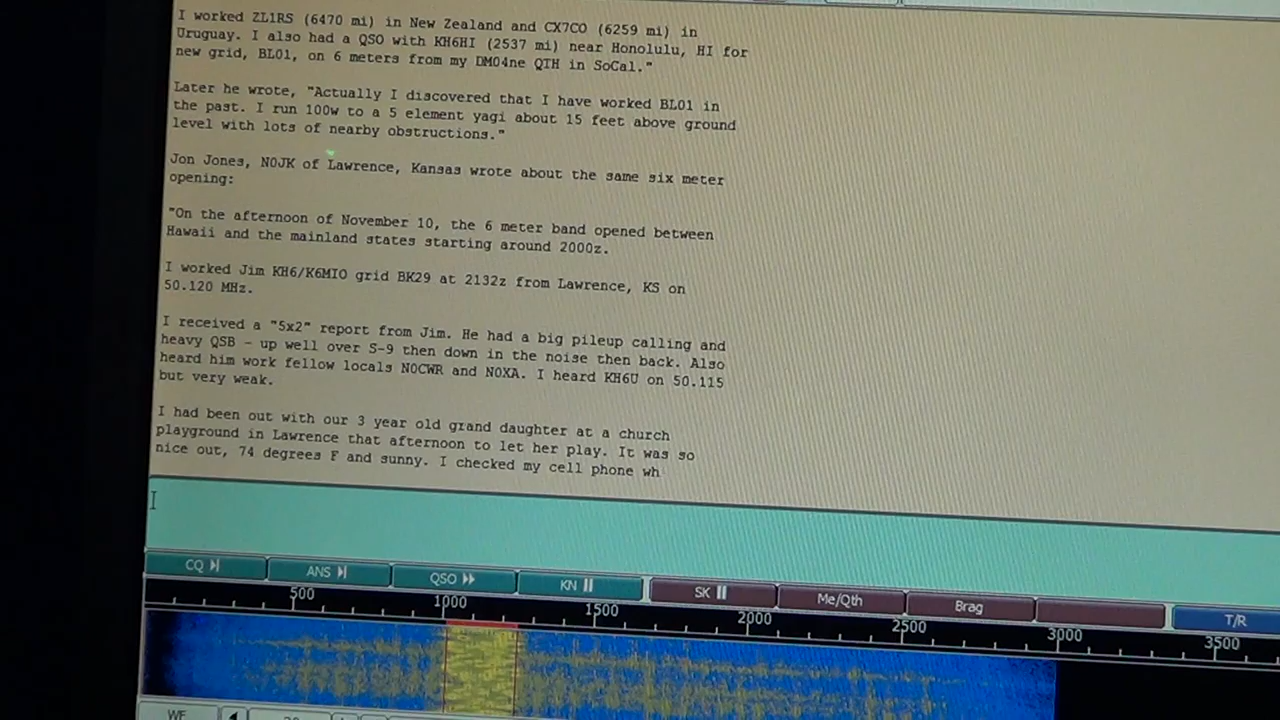 I worked ZL1RS (6470 mi) in New Zealand and CX7CO (6259 mi) in
Uruguay. I also had a QSO with KH6HI (2537 mi) near Honolulu, HI for
new grid, BL01, on 6 meters from my DM04ne QTH in SoCal."
Later he wrote, "Actually I discovered that I have worked BL01 in
the past. I run 100w to a 5 element yagi about 15 feet above ground
level with lots of nearby obstructions."
Jon Jones, N0JK of Lawrence, Kansas wrote about the same six meter
opening:
"On the afternoon of November 10, the 6 meter band opened between
Hawaii and the mainland states starting around 2000z.
I worked Jim KH6/K6MIO grid BK29 at 2132z from Lawrence, KS on
50.120 MHz.
I received a "5x2" report from Jim. He had a big pileup calling and
heavy QSB - up well over S-9 then down in the noise then back. Also
heard him work fellow locals N0CWR and N0XA. I heard KH6U on 50.115
but very weak.
I had been out with our 3 year old grand daughter at a church
playground in Lawrence that afternoon to let her play. It was so
nice out, 74 degrees F and sunny. I checked my cell phone wh
CQ ANS QSO KN SK Me/Qth Brag T/R
500 1000 1500 2000 2500 3000 3500
WF